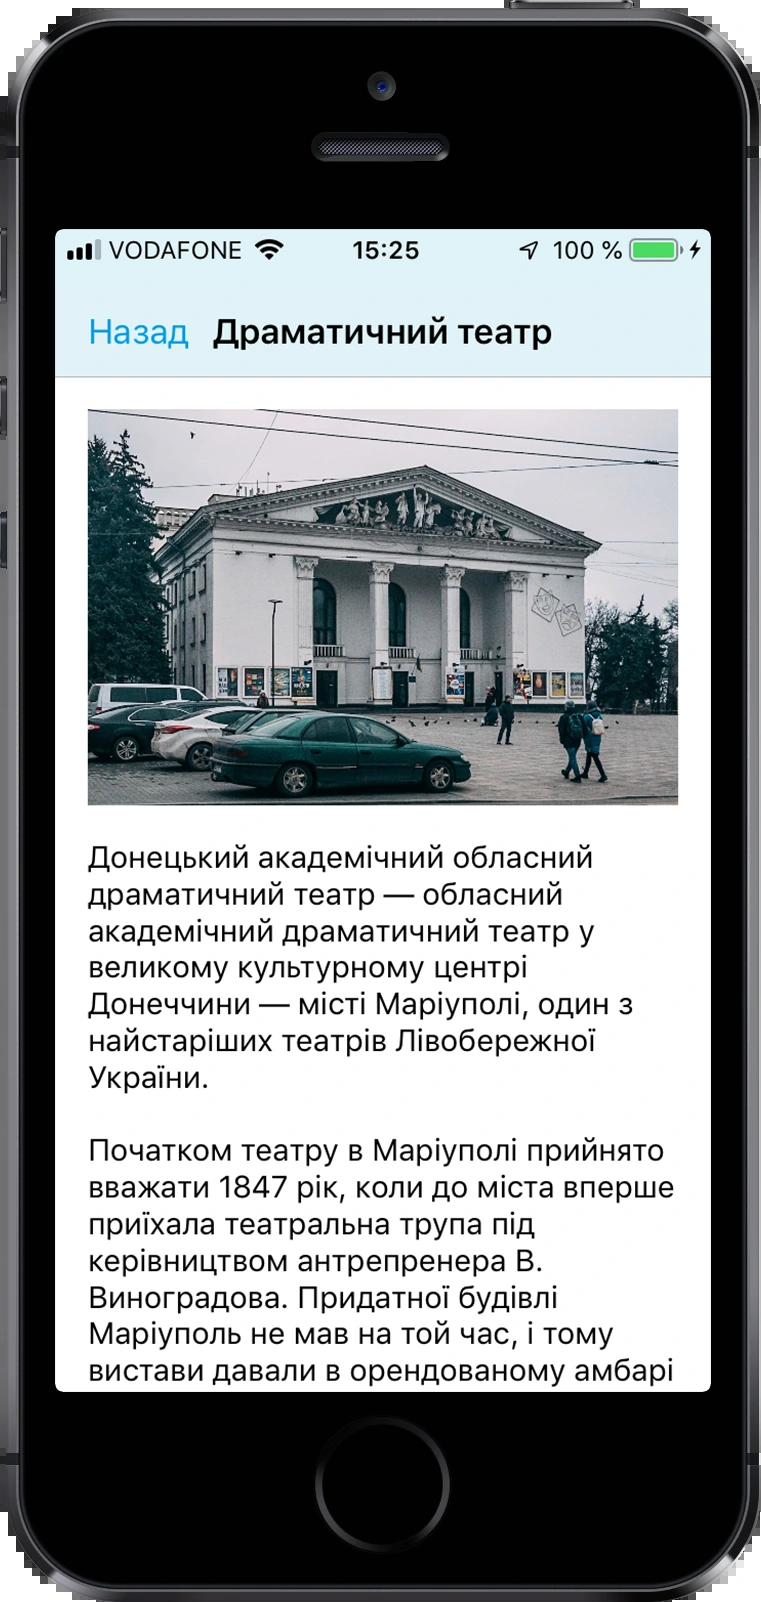 VODAFONE 15:25 100 %
Назад Драматичний театр
Донецький академічний обласний
драматичний театр — обласний
академічний драматичний театр у
великому культурному центрі
Донеччини — місті Маріуполі, один з
найстаріших театрів Лівобережної
України.
Початком театру в Маріуполі прийнято
вважати 1847 рік, коли до міста вперше
приїхала театральна трупа під
керівництвом антрепренера В.
Виноградова. Придатної будівлі
Маріуполь не мав на той час, і тому
вистави давали в орендованому амбарі